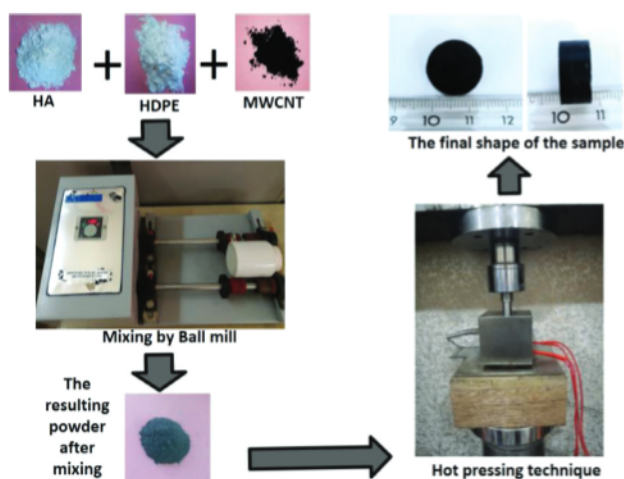 HA
HDPE
MWCNT
Mixing by Ball mill
The
resulting
powder
after
mixing
Hot pressing technique
9 10 11 12
10 11
The final shape of the sample